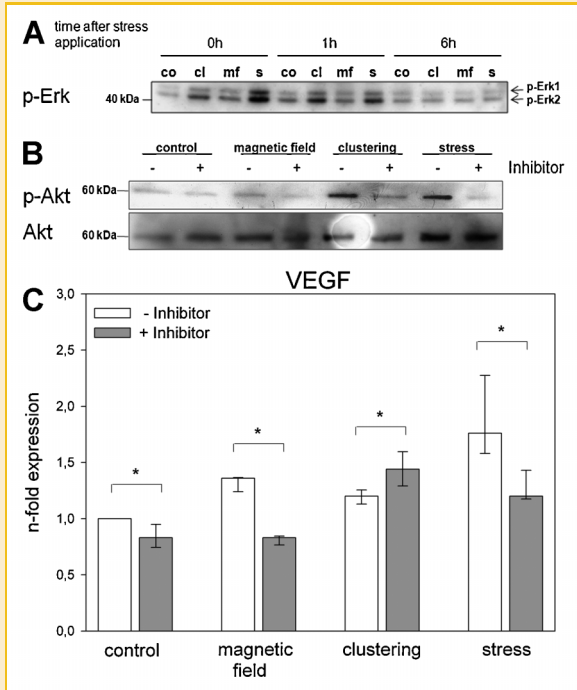 A
time after stress
application
0h 1h 6h
co cl mf s co cl mf s co cl mf s
p-Erk
40 kDa
p-Erk1
p-Erk2
B
control magnetic field clustering stress
- + - + - + - + Inhibitor
p-Akt
60 kDa
Akt
60 kDa
C
VEGF
n-fold expression
3,0
2,5
2,0
1,5
1,0
0,5
0,0
- Inhibitor
+ Inhibitor
* * * *
control magnetic field clustering stress